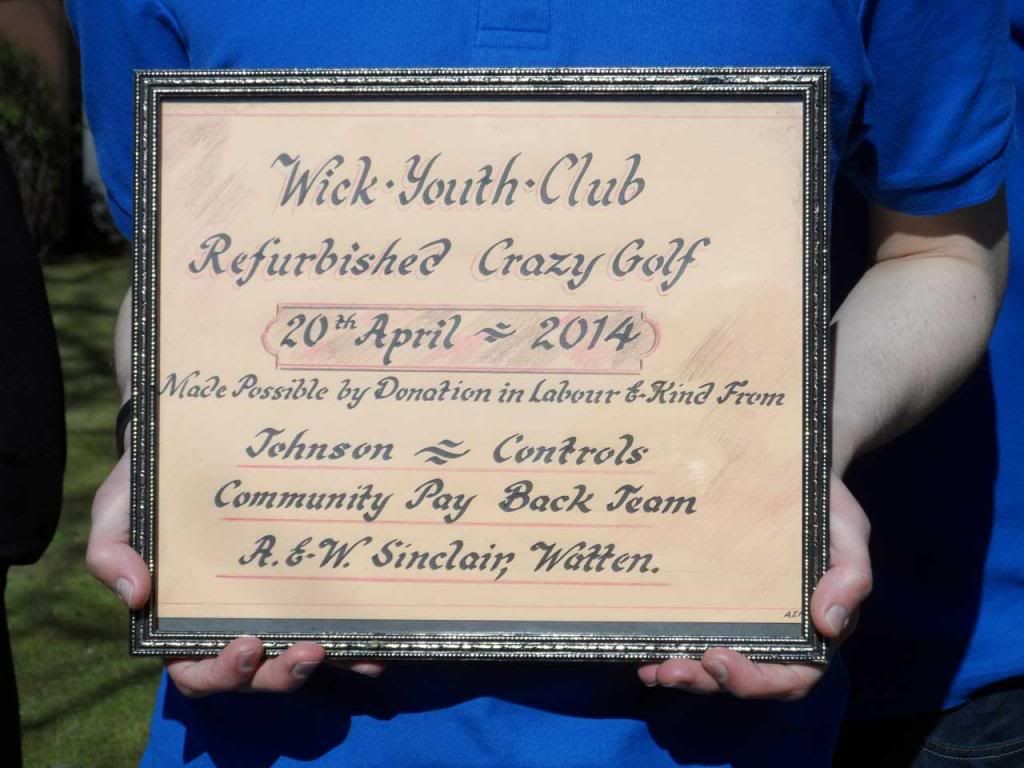 Wick · Youth · Club
Refurbished Crazy Golf
20th April ≈ 2014
Made Possible by Donation in Labour & Kind From
Johnson ≈ Controls
Community Pay Back Team
A. & W. Sinclair, Watten.